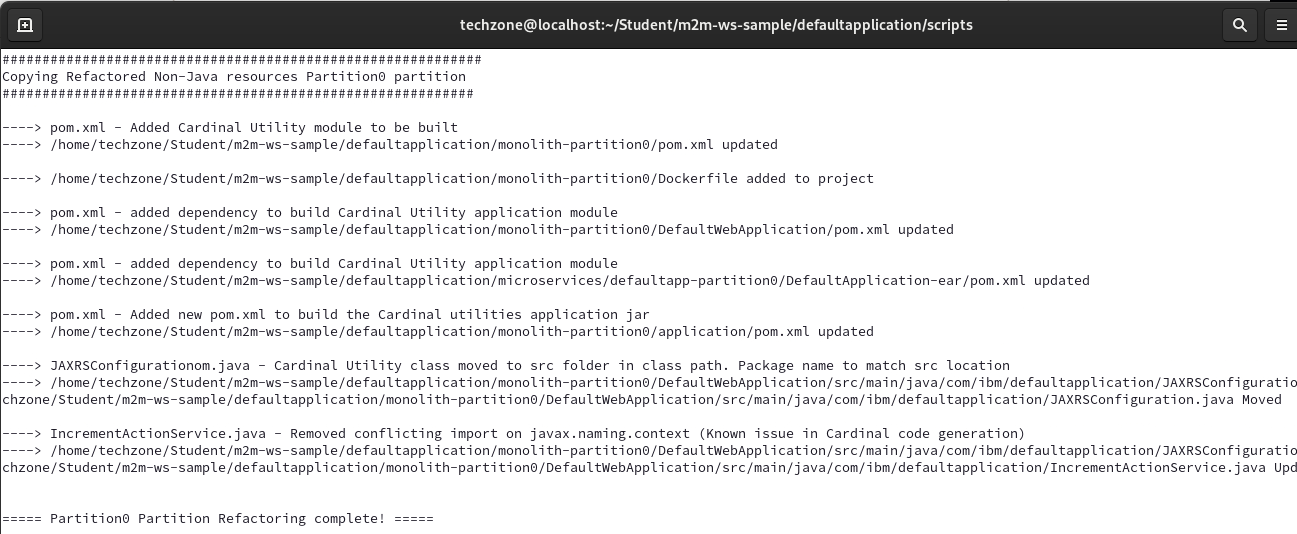 techzone@localhost:~/Student/m2m-ws-sample/defaultapplication/scripts
############################################################
Copying Refactored Non-Java resources Partition0 partition
###########################################################
----> pom.xml - Added Cardinal Utility module to be built
----> /home/techzone/Student/m2m-ws-sample/defaultapplication/monolith-partition0/pom.xml updated
----> /home/techzone/Student/m2m-ws-sample/defaultapplication/monolith-partition0/Dockerfile added to project
----> pom.xml - added dependency to build Cardinal Utility application module
----> /home/techzone/Student/m2m-ws-sample/defaultapplication/monolith-partition0/DefaultWebApplication/pom.xml updated
----> pom.xml - added dependency to build Cardinal Utility application module
----> /home/techzone/Student/m2m-ws-sample/defaultapplication/microservices/defaultapp-partition0/DefaultApplication-ear/pom.xml updated
----> pom.xml - Added new pom.xml to build the Cardinal utilities application jar
----> /home/techzone/Student/m2m-ws-sample/defaultapplication/monolith-partition0/application/pom.xml updated
----> JAXRSConfigurationom.java - Cardinal Utility class moved to src folder in class path. Package name to match src location
----> /home/techzone/Student/m2m-ws-sample/defaultapplication/monolith-partition0/DefaultWebApplication/src/main/java/com/ibm/defaultapplication/JAXRSConfiguratio
chzone/Student/m2m-ws-sample/defaultapplication/monolith-partition0/DefaultWebApplication/src/main/java/com/ibm/defaultapplication/JAXRSConfiguration.java Moved
----> IncrementActionService.java - Removed conflicting import on javax.naming.context (Known issue in Cardinal code generation)
----> /home/techzone/Student/m2m-ws-sample/defaultapplication/monolith-partition0/DefaultWebApplication/src/main/java/com/ibm/defaultapplication/JAXRSConfiguratio
chzone/Student/m2m-ws-sample/defaultapplication/monolith-partition0/DefaultWebApplication/src/main/java/com/ibm/defaultapplication/IncrementActionService.java Upd
===== Partition0 Partition Refactoring complete! =====